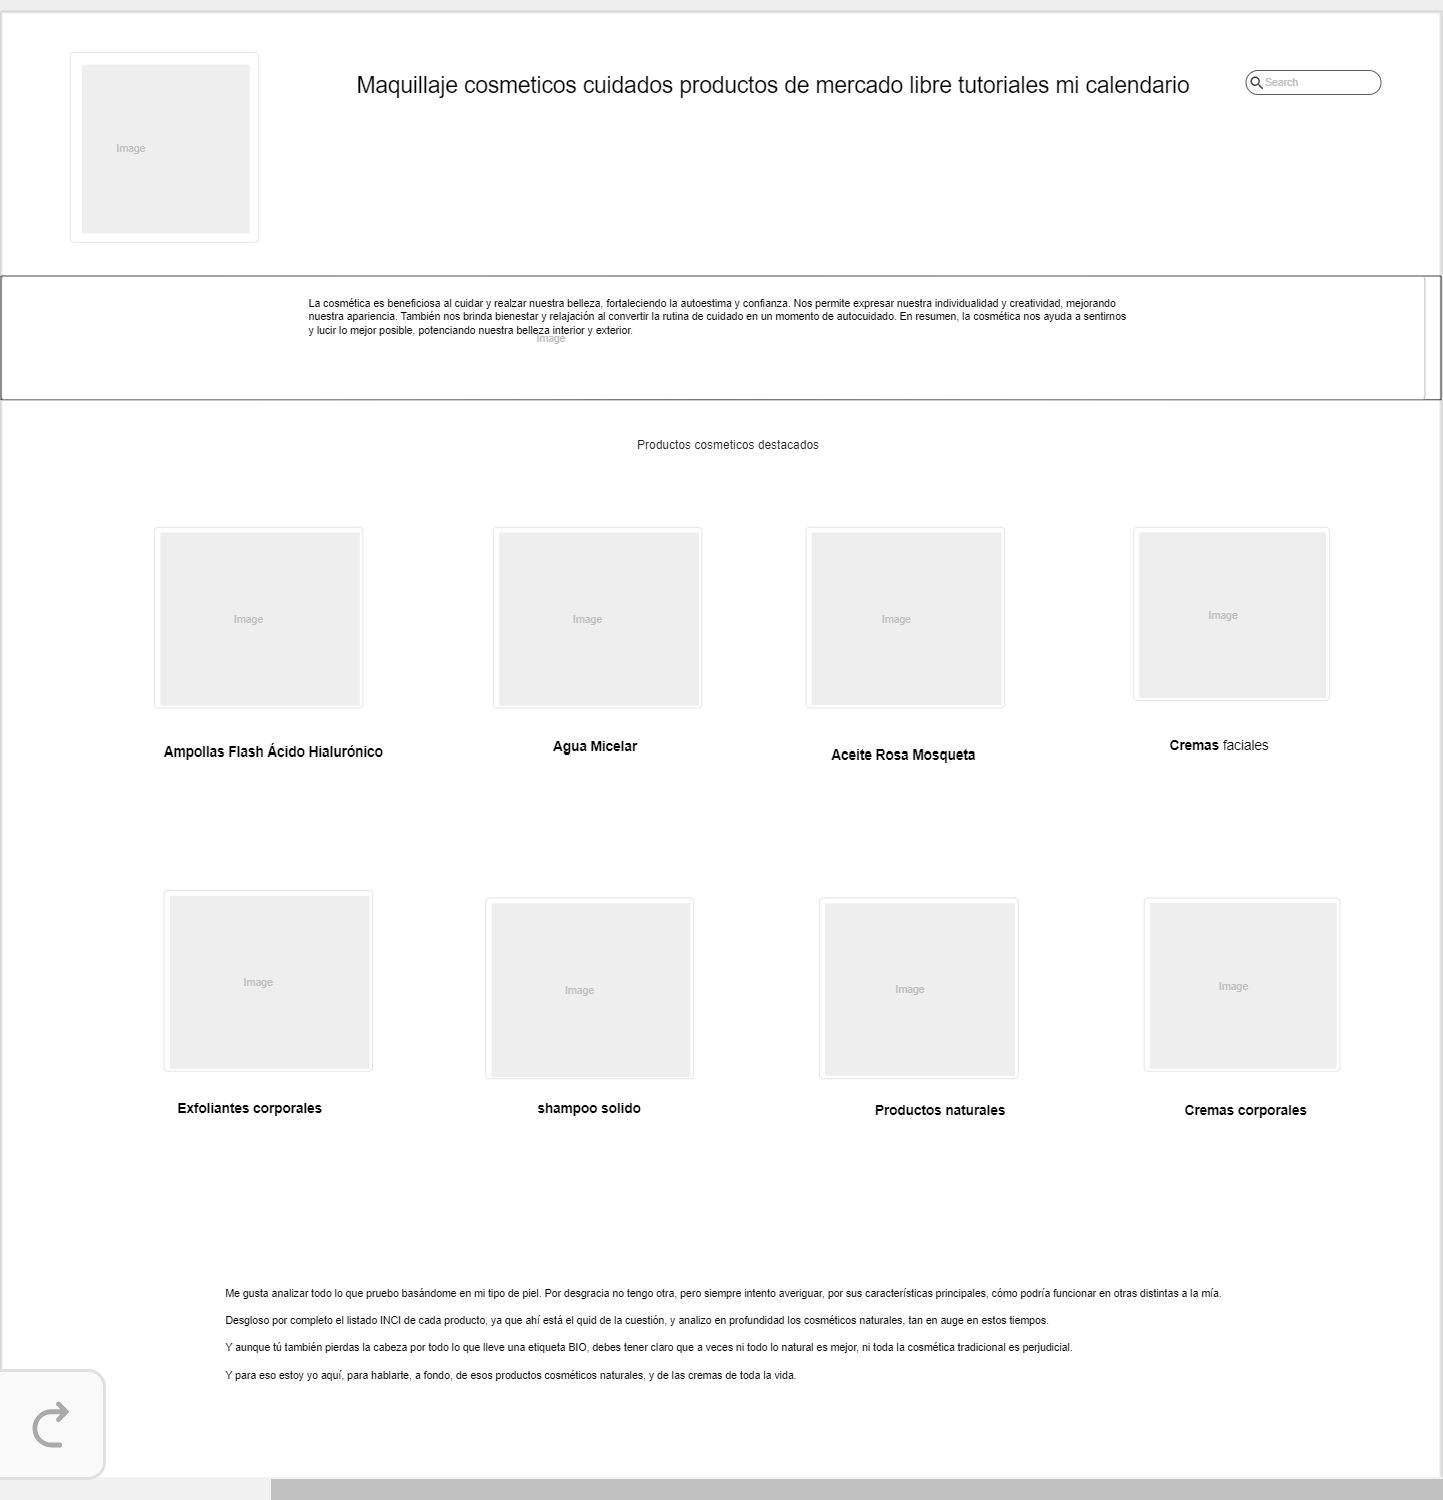 Image
Maquillaje cosmeticos cuidados productos de mercado libre tutoriales mi calendario
Search
La cosmética es beneficiosa al cuidar y realzar nuestra belleza, fortaleciendo la autoestima y confianza. Nos permite expresar nuestra individualidad y creatividad, mejorando
nuestra apariencia. También nos brinda bienestar y relajación al convertir la rutina de cuidado en un momento de autocuidado. En resumen, la cosmética nos ayuda a sentirnos
y lucir lo mejor posible, potenciando nuestra belleza interior y exterior.
Image
Productos cosmeticos destacados
Image
Image
Image
Image
Ampollas Flash Ácido Hialurónico
Agua Micelar
Aceite Rosa Mosqueta
Cremas faciales
Image
Image
Image
Image
Exfoliantes corporales
shampoo solido
Productos naturales
Cremas corporales
Me gusta analizar todo lo que pruebo basándome en mi tipo de piel. Por desgracia no tengo otra, pero siempre intento averiguar, por sus características principales, cómo podría funcionar en otras distintas a la mía.
Desgloso por completo el listado INCI de cada producto, ya que ahí está el quid de la cuestión, y analizo en profundidad los cosméticos naturales, tan en auge en estos tiempos.
Y aunque tú también pierdas la cabeza por todo lo que lleve una etiqueta BIO, debes tener claro que a veces ni todo lo natural es mejor, ni toda la cosmética tradicional es perjudicial.
Y para eso estoy yo aquí, para hablarte, a fondo, de esos productos cosméticos naturales, y de las cremas de toda la vida.